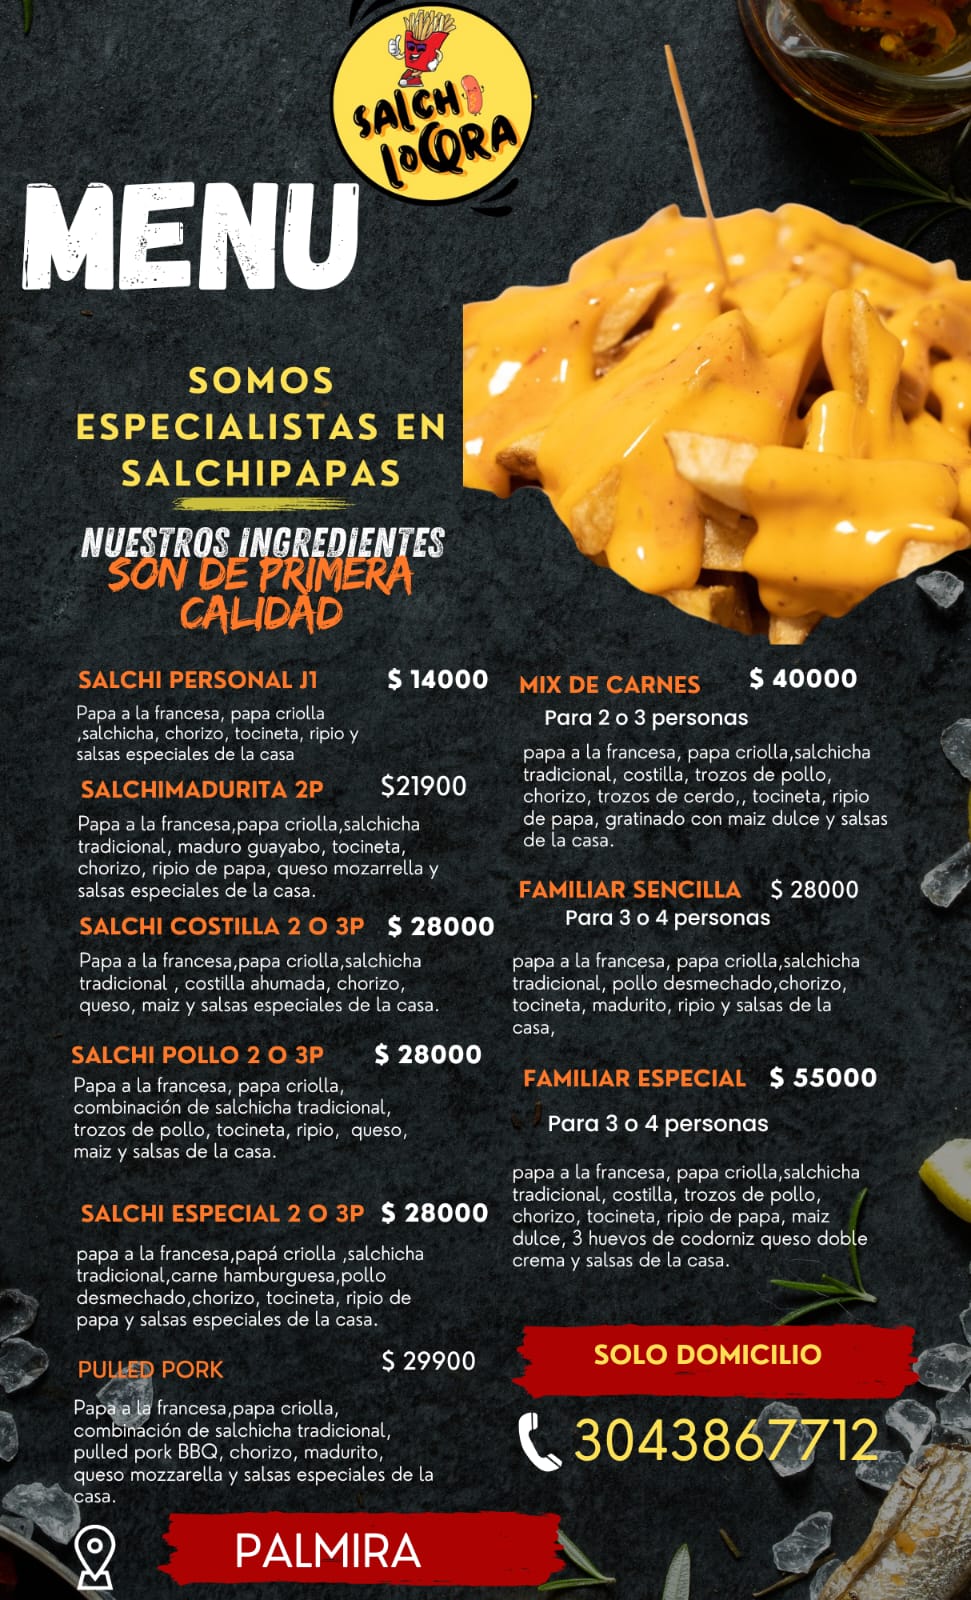 SALCHI
loQRA
MENU
SOMOS
ESPECIALISTAS EN
SALCHIPAPAS
NUESTROS INGREDIENTES
SON DE PRIMERA
CALIDAD
SALCHI PERSONAL J1 $ 14000
Papa a la francesa, papa criolla
,salchicha, chorizo, tocineta, ripio y
salsas especiales de la casa
SALCHIMADURITA 2P $21900
Papa a la francesa,papa criolla,salchicha
tradicional, maduro guayabo, tocineta,
chorizo, ripio de papa, queso mozarrella y
salsas especiales de la casa.
SALCHI COSTILLA 2 O 3P $ 28000
Papa a la francesa,papa criolla,salchicha
tradicional , costilla ahumada, chorizo,
queso, maiz y salsas especiales de la casa.
SALCHI POLLO 2 O 3P $ 28000
Papa a la francesa, papa criolla,
combinación de salchicha tradicional,
trozos de pollo, tocineta, ripio, queso,
maiz y salsas de la casa.
SALCHI ESPECIAL 2 O 3P $ 28000
papa a la francesa,papá criolla ,salchicha
tradicional,carne hamburguesa,pollo
desmechado,chorizo, tocineta, ripio de
papa y salsas especiales de la casa.
PULLED PORK $ 29900
Papa a la francesa,papa criolla,
combinación de salchicha tradicional,
pulled pork BBQ, chorizo, madurito,
queso mozzarella y salsas especiales de la
casa.
MIX DE CARNES $ 40000
Para 2 o 3 personas
papa a la francesa, papa criolla,salchicha
tradicional, costilla, trozos de pollo,
chorizo, trozos de cerdo,, tocineta, ripio
de papa, gratinado con maiz dulce y salsas
de la casa.
FAMILIAR SENCILLA $ 28000
Para 3 o 4 personas
papa a la francesa, papa criolla,salchicha
tradicional, pollo desmechado,chorizo,
tocineta, madurito, ripio y salsas de la
casa,
FAMILIAR ESPECIAL $ 55000
Para 3 o 4 personas
papa a la francesa, papa criolla,salchicha
tradicional, costilla, trozos de pollo,
chorizo, tocineta, ripio de papa, maiz
dulce, 3 huevos de codorniz queso doble
crema y salsas de la casa.
SOLO DOMICILIO
3043867712
PALMIRA